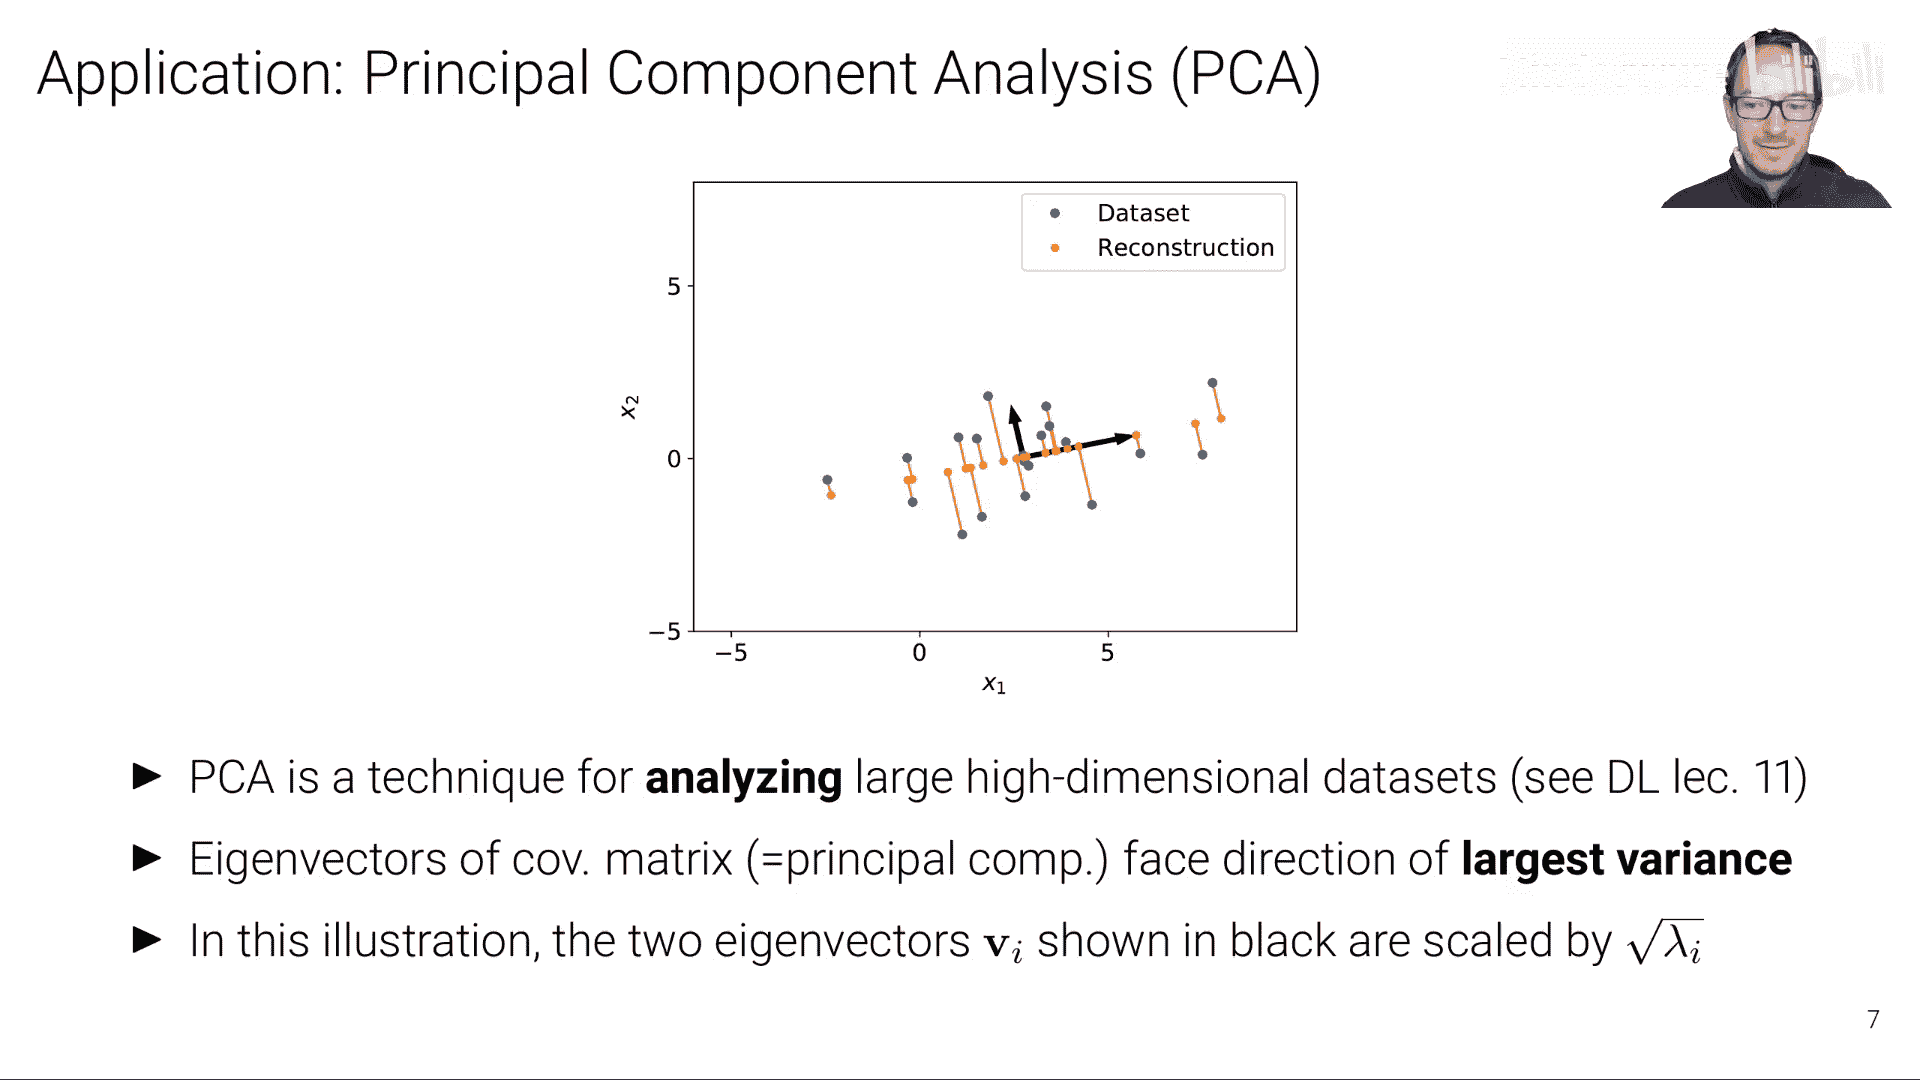 Application: Principal Component Analysis (PCA)
Dataset
Reconstruction
5
0
−5
x₂
−5 0 5
x₁
► PCA is a technique for analyzing large high-dimensional datasets (see DL lec. 11)
► Eigenvectors of cov. matrix (=principal comp.) face direction of largest variance
► In this illustration, the two eigenvectors vᵢ shown in black are scaled by √λᵢ
7